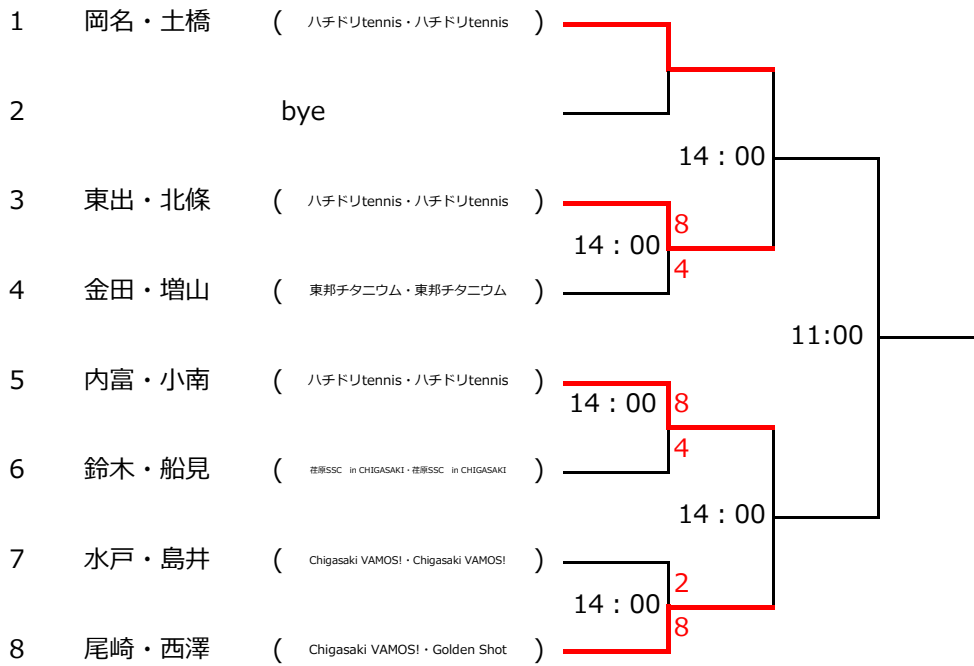 1 岡名・土橋 ( ハチドリtennis・ハチドリtennis )
2 bye
14：00
3 東出・北條 ( ハチドリtennis・ハチドリtennis )
8
14：00
4
4 金田・増山 ( 東邦チタニウム・東邦チタニウム )
11:00
5 内富・小南 ( ハチドリtennis・ハチドリtennis )
14：00 8
4
6 鈴木・船見 ( 荏原SSC　in CHIGASAKI・荏原SSC　in CHIGASAKI )
14：00
7 水戸・島井 ( Chigasaki VAMOS!・Chigasaki VAMOS! )
2
14：00
8
8 尾崎・西澤 ( Chigasaki VAMOS!・Golden Shot )